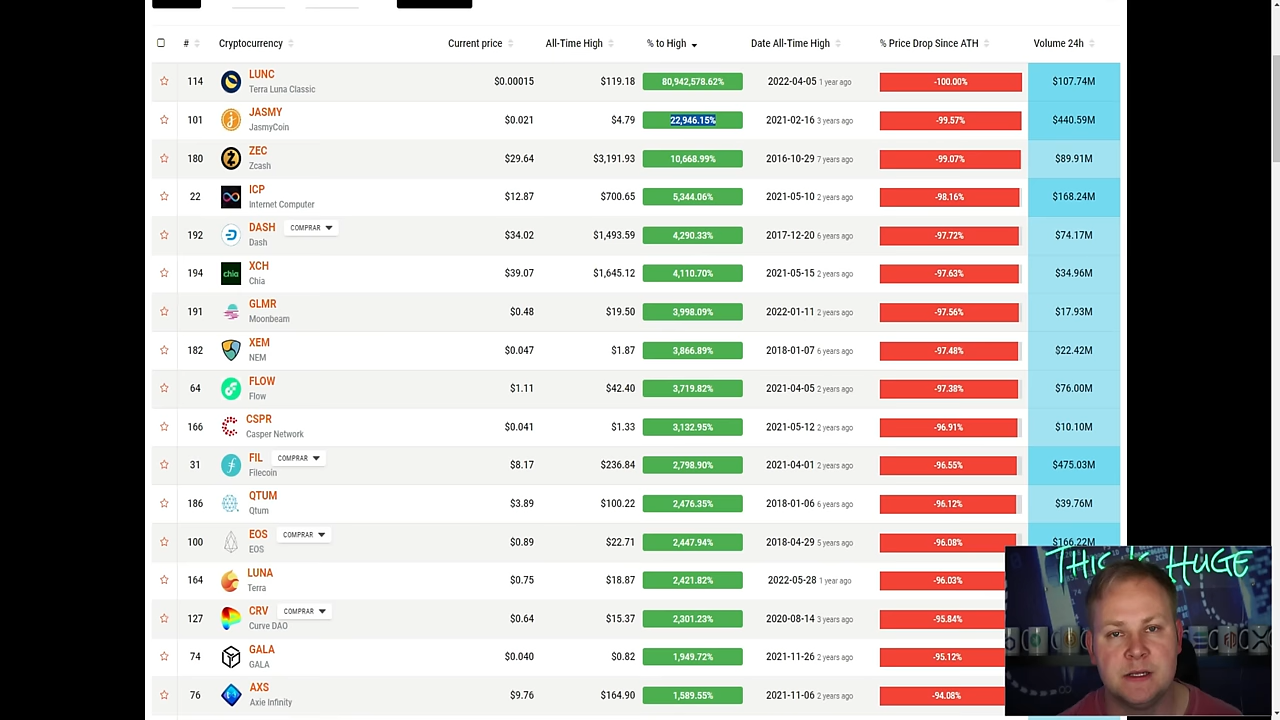 # Cryptocurrency Current price All-Time High % to High Date All-Time High % Price Drop Since ATH Volume 24h
114 LUNC Terra Luna Classic $0.00015 $119.18 80,942,578.62% 2022-04-05 1 year ago -100.00% $107.74M
101 JASMY JasmyCoin $0.021 $4.79 22,946.15% 2021-02-16 3 years ago -99.57% $440.59M
180 ZEC Zcash $29.64 $3,191.93 10,668.99% 2016-10-29 7 years ago -99.07% $89.91M
22 ICP Internet Computer $12.87 $700.65 5,344.06% 2021-05-10 2 years ago -98.16% $168.24M
192 DASH COMPRAR Dash $34.02 $1,493.59 4,290.33% 2017-12-20 6 years ago -97.72% $74.17M
194 chia XCH Chia $39.07 $1,645.12 4,110.70% 2021-05-15 2 years ago -97.63% $34.96M
191 GLMR Moonbeam $0.48 $19.50 3,998.09% 2022-01-11 2 years ago -97.56% $17.93M
182 XEM NEM $0.047 $1.87 3,866.89% 2018-01-07 6 years ago -97.48% $22.42M
64 FLOW Flow $1.11 $42.40 3,719.82% 2021-04-05 2 years ago -97.38% $76.00M
166 CSPR Casper Network $0.041 $1.33 3,132.95% 2021-05-12 2 years ago -96.91% $10.10M
31 FIL COMPRAR Filecoin $8.17 $236.84 2,798.90% 2021-04-01 2 years ago -96.55% $475.03M
186 QTUM Qtum $3.89 $100.22 2,476.35% 2018-01-06 6 years ago -96.12% $39.76M
100 EOS COMPRAR EOS $0.89 $22.71 2,447.94% 2018-04-29 5 years ago -96.08% $166.22M
164 LUNA Terra $0.75 $18.87 2,421.82% 2022-05-28 1 year ago -96.03%
127 CRV COMPRAR Curve DAO $0.64 $15.37 2,301.23% 2020-08-14 3 years ago -95.84%
74 GALA GALA $0.040 $0.82 1,949.72% 2021-11-26 2 years ago -95.12%
76 AXS Axie Infinity $9.76 $164.90 1,589.55% 2021-11-06 2 years ago -94.08%
THIS IS HUGE